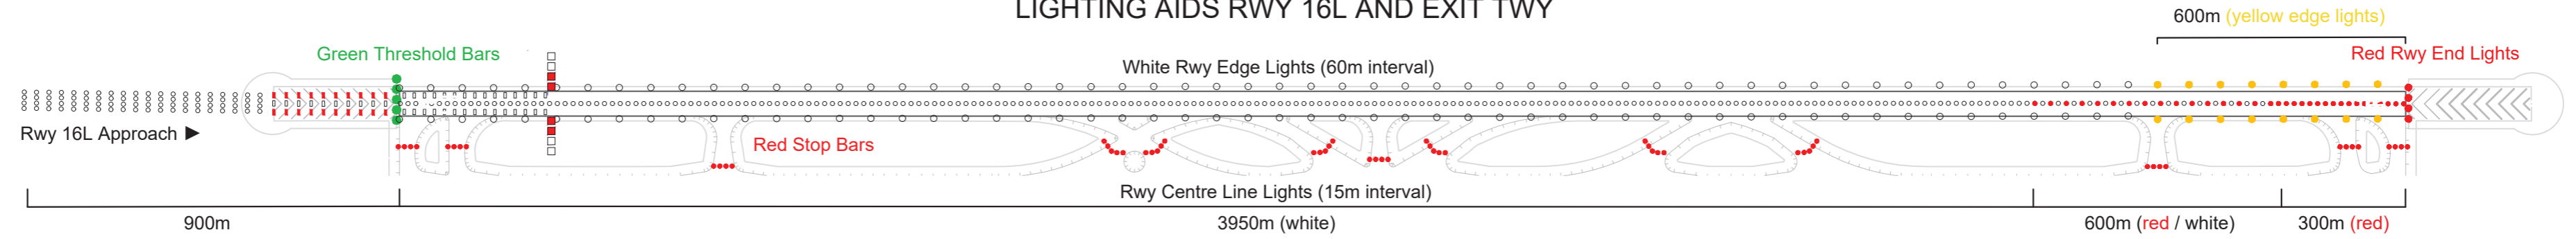 LIGHTING AIDS RWY 16L AND EXIT TWY
600m (yellow edge lights)
Green Threshold Bars
Red Rwy End Lights
White Rwy Edge Lights (60m interval)
Rwy 16L Approach ►
Red Stop Bars
Rwy Centre Line Lights (15m interval)
900m
3950m (white)
600m (red / white)
300m (red)